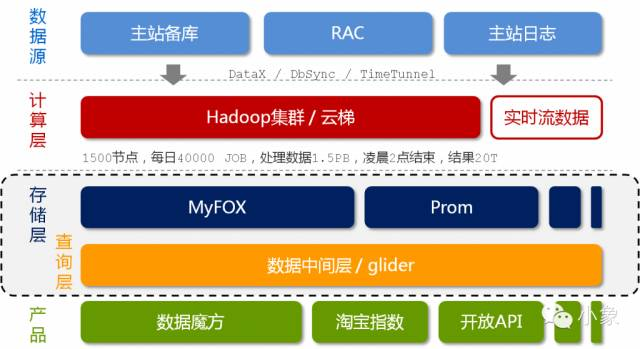 数据源
主站备库
RAC
主站日志
DataX / DbSync / TimeTunnel
计算层
Hadoop集群 / 云梯
实时流数据
1500节点，每日40000 JOB，处理数据1.5PB，凌晨2点结束，结果20T
存储层
MyFOX
Prom
查询层
数据中间层 / glider
产品
数据魔方
淘宝指数
开放API
小象